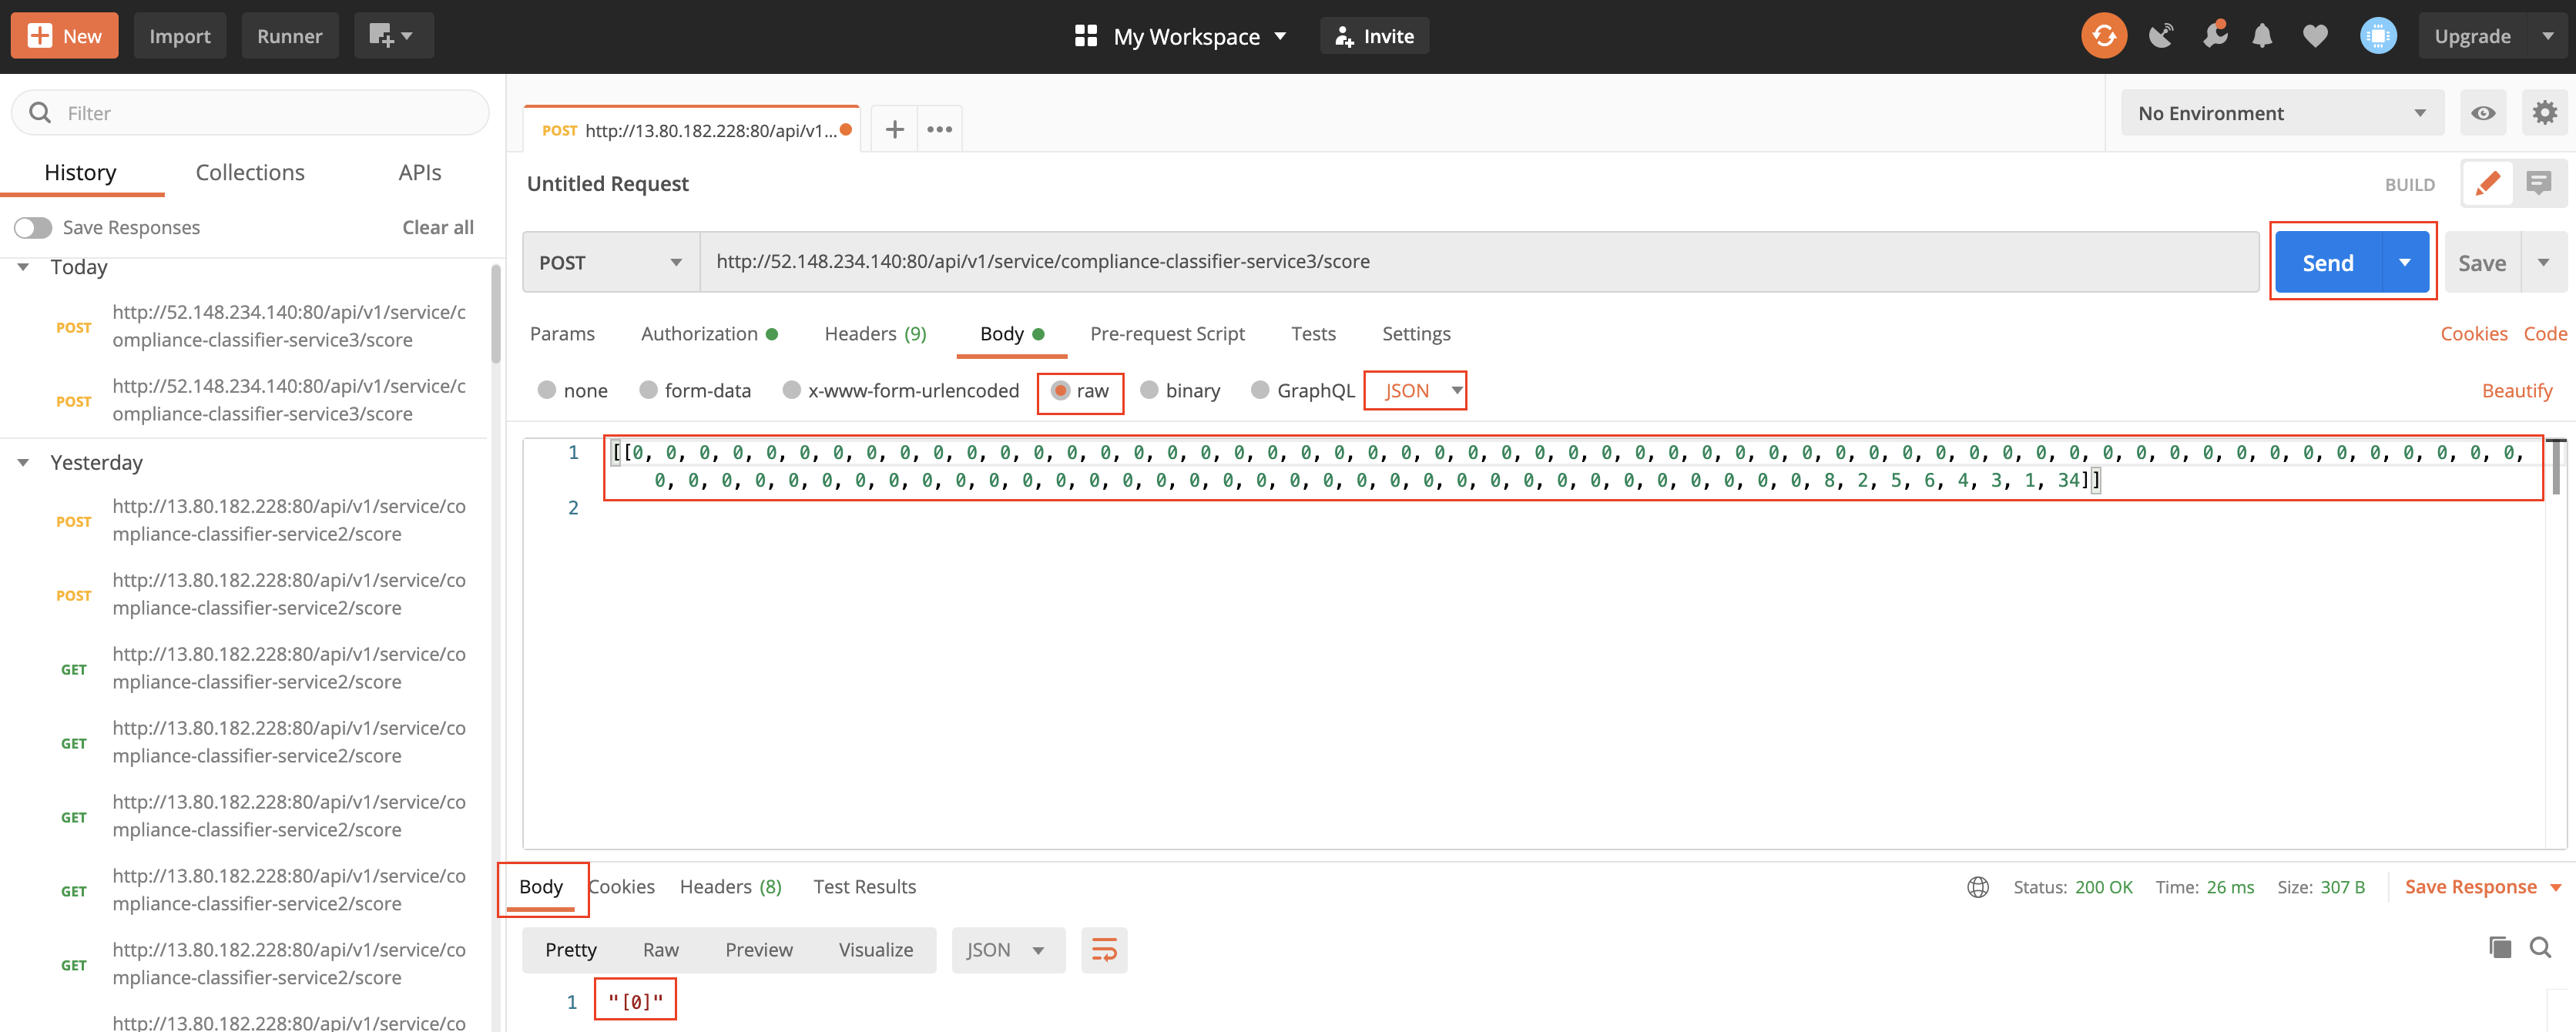 New
Import
Runner
My Workspace
Invite
Upgrade
Filter
History
Collections
APIs
Save Responses
Clear all
Today
POST
http://52.148.234.140:80/api/v1/service/c
ompliance-classifier-service3/score
POST
http://52.148.234.140:80/api/v1/service/c
ompliance-classifier-service3/score
Yesterday
POST
http://13.80.182.228:80/api/v1/service/co
mpliance-classifier-service2/score
POST
http://13.80.182.228:80/api/v1/service/co
mpliance-classifier-service2/score
GET
http://13.80.182.228:80/api/v1/service/co
mpliance-classifier-service2/score
GET
http://13.80.182.228:80/api/v1/service/co
mpliance-classifier-service2/score
GET
http://13.80.182.228:80/api/v1/service/co
mpliance-classifier-service2/score
GET
http://13.80.182.228:80/api/v1/service/co
mpliance-classifier-service2/score
GET
http://13.80.182.228:80/api/v1/service/co
mpliance-classifier-service2/score
http://13.80.182.228:80/api/v1/service/co
POST http://13.80.182.228:80/api/v1...
No Environment
Untitled Request
BUILD
POST
http://52.148.234.140:80/api/v1/service/compliance-classifier-service3/score
Send
Save
Params Authorization Headers (9) Body Pre-request Script Tests Settings Cookies Code
none form-data x-www-form-urlencoded raw binary GraphQL JSON Beautify
1 [[0, 0, 0, 0, 0, 0, 0, 0, 0, 0, 0, 0, 0, 0, 0, 0, 0, 0, 0, 0, 0, 0, 0, 0, 0, 0, 0, 0, 0, 0, 0, 0, 0, 0, 0, 0, 0, 0, 0, 0, 0, 0, 0, 0, 0, 0, 0, 0, 0, 0, 0, 0, 0, 0, 0, 0, 0,
0, 0, 0, 0, 0, 0, 0, 0, 0, 0, 0, 0, 0, 0, 0, 0, 0, 0, 0, 0, 0, 0, 0, 0, 0, 0, 0, 0, 0, 0, 0, 0, 0, 0, 0, 8, 2, 5, 6, 4, 3, 1, 34]]
2
Body Cookies Headers (8) Test Results
Status: 200 OK Time: 26 ms Size: 307 B Save Response
Pretty Raw Preview Visualize JSON
1 "[0]"